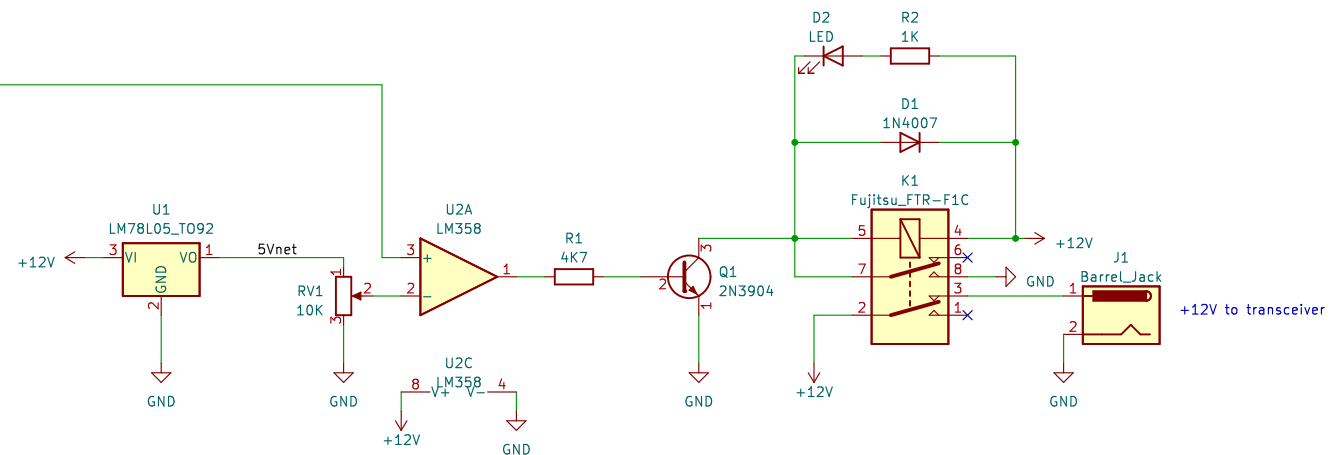 D2
LED
R2
1K
D1
1N4007
K1
Fujitsu_FTR-F1C
5
4
+12V
6
7
8
GND
3
2
1
+12V
J1
Barrel_Jack
1
2
+12V to transceiver
GND
U1
LM78L05_TO92
+12V
3
VI
VO
1
GND
2
GND
5Vnet
RV1
10K
1
2
3
GND
U2A
LM358
3
+
2
-
1
R1
4K7
Q1
2N3904
3
2
1
GND
U2C
LM358
8
V+
V-
4
+12V
GND